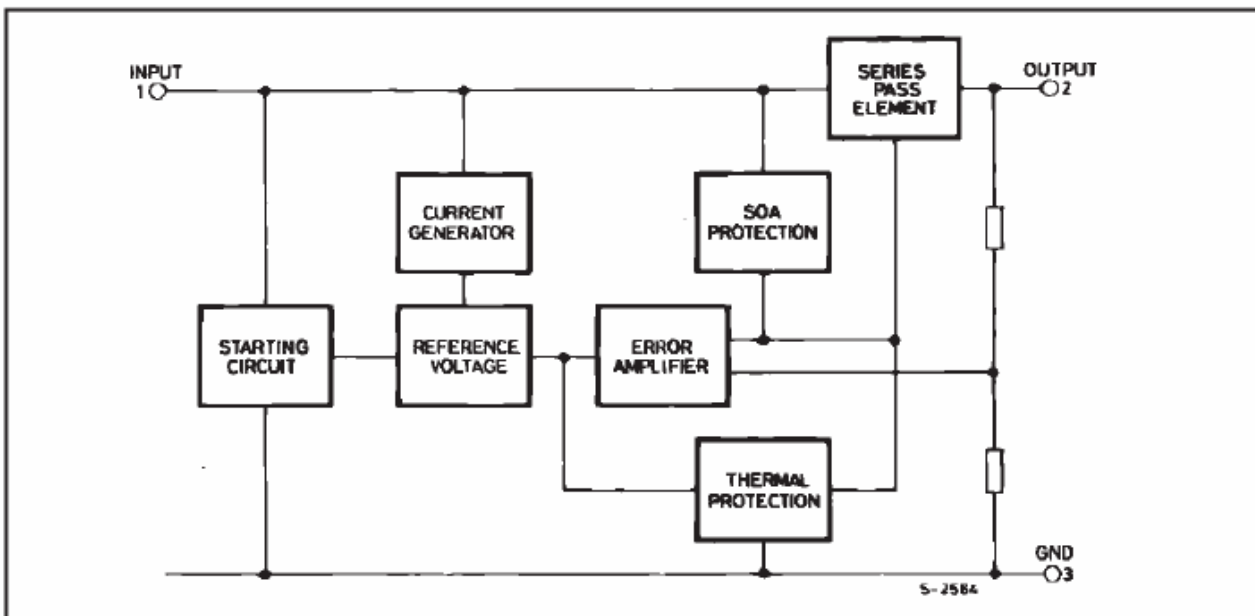 INPUT
1
SERIES
PASS
ELEMENT
OUTPUT
2
CURRENT
GENERATOR
SOA
PROTECTION
STARTING
CIRCUIT
REFERENCE
VOLTAGE
ERROR
AMPLIFIER
THERMAL
PROTECTION
GND
3
S-2584